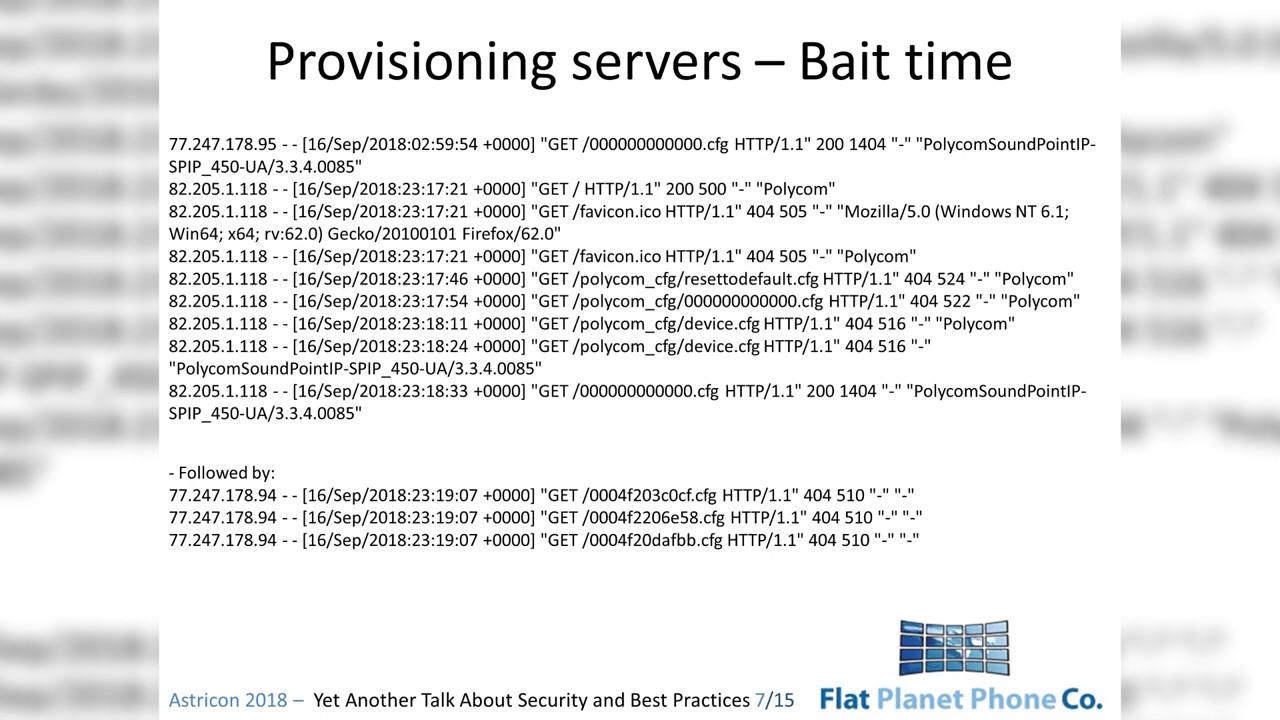 Provisioning servers – Bait time
77.247.178.95 - - [16/Sep/2018:02:59:54 +0000] "GET /000000000000.cfg HTTP/1.1" 200 1404 "-" "PolycomSoundPointIP-
SPIP_450-UA/3.3.4.0085"
82.205.1.118 - - [16/Sep/2018:23:17:21 +0000] "GET / HTTP/1.1" 200 500 "-" "Polycom"
82.205.1.118 - - [16/Sep/2018:23:17:21 +0000] "GET /favicon.ico HTTP/1.1" 404 505 "-" "Mozilla/5.0 (Windows NT 6.1;
Win64; x64; rv:62.0) Gecko/20100101 Firefox/62.0"
82.205.1.118 - - [16/Sep/2018:23:17:21 +0000] "GET /favicon.ico HTTP/1.1" 404 505 "-" "Polycom"
82.205.1.118 - - [16/Sep/2018:23:17:46 +0000] "GET /polycom_cfg/resettodefault.cfg HTTP/1.1" 404 524 "-" "Polycom"
82.205.1.118 - - [16/Sep/2018:23:17:54 +0000] "GET /polycom_cfg/000000000000.cfg HTTP/1.1" 404 522 "-" "Polycom"
82.205.1.118 - - [16/Sep/2018:23:18:11 +0000] "GET /polycom_cfg/device.cfg HTTP/1.1" 404 516 "-" "Polycom"
82.205.1.118 - - [16/Sep/2018:23:18:24 +0000] "GET /polycom_cfg/device.cfg HTTP/1.1" 404 516 "-"
"PolycomSoundPointIP-SPIP_450-UA/3.3.4.0085"
82.205.1.118 - - [16/Sep/2018:23:18:33 +0000] "GET /000000000000.cfg HTTP/1.1" 200 1404 "-" "PolycomSoundPointIP-
SPIP_450-UA/3.3.4.0085"
- Followed by:
77.247.178.94 - - [16/Sep/2018:23:19:07 +0000] "GET /0004f203c0cf.cfg HTTP/1.1" 404 510 "-" "-"
77.247.178.94 - - [16/Sep/2018:23:19:07 +0000] "GET /0004f2206e58.cfg HTTP/1.1" 404 510 "-" "-"
77.247.178.94 - - [16/Sep/2018:23:19:07 +0000] "GET /0004f20dafbb.cfg HTTP/1.1" 404 510 "-" "-"
Astricon 2018 – Yet Another Talk About Security and Best Practices 7/15
Flat Planet Phone Co.